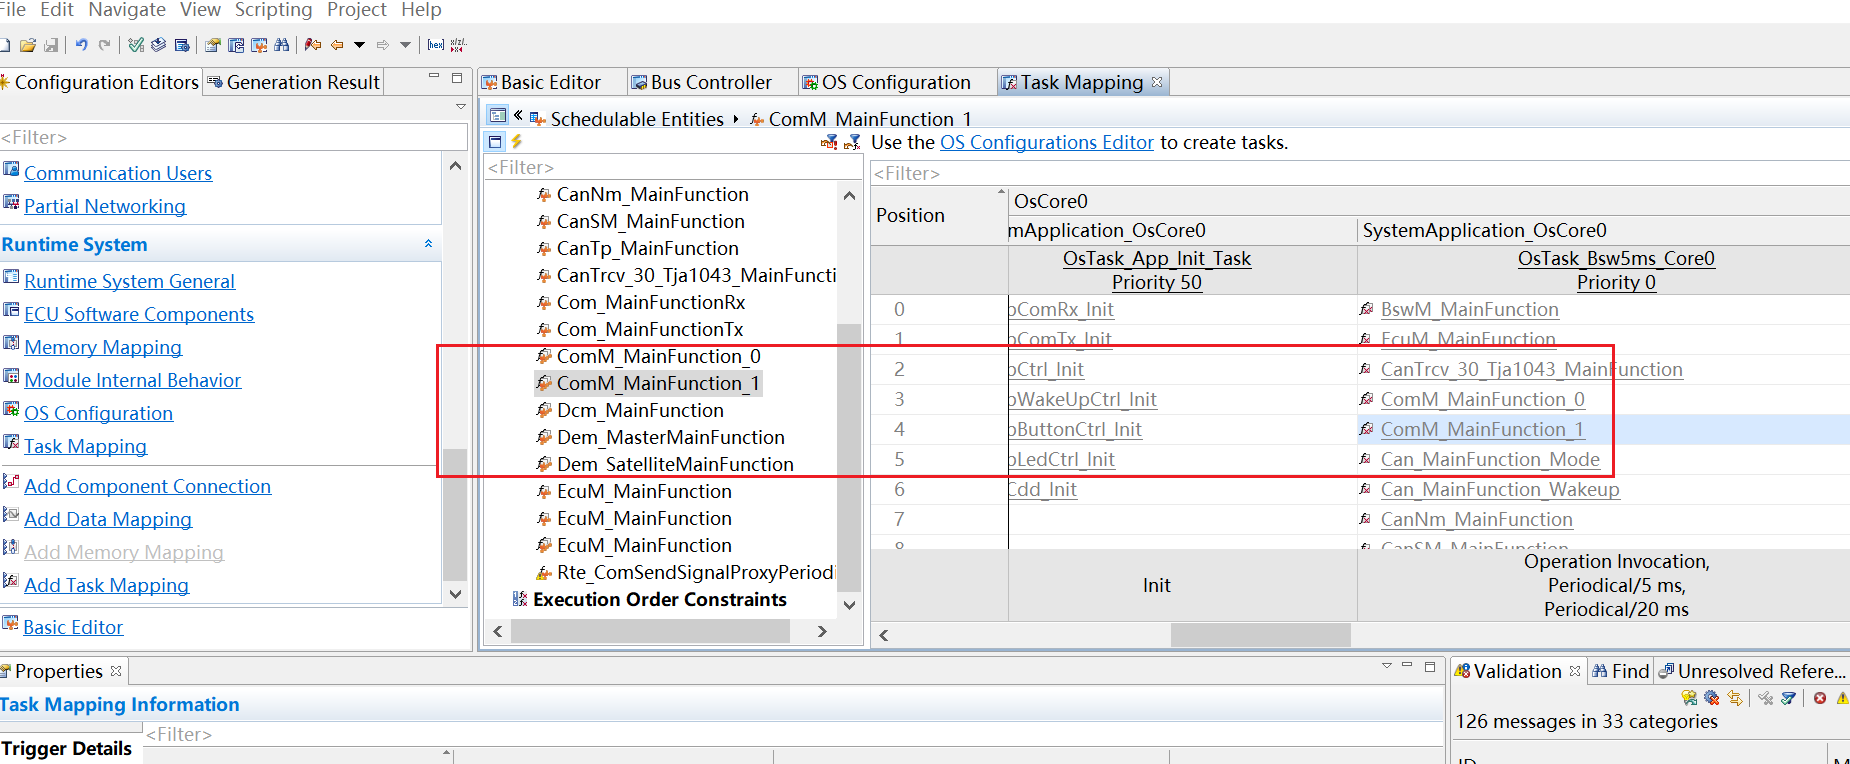 File Edit Navigate View Scripting Project Help
Configuration Editors Generation Result
<Filter>
Communication Users
Partial Networking
Runtime System
Runtime System General
ECU Software Components
Memory Mapping
Module Internal Behavior
OS Configuration
Task Mapping
Add Component Connection
Add Data Mapping
Add Memory Mapping
Add Task Mapping
Basic Editor
Basic Editor Bus Controller OS Configuration Task Mapping
« Schedulable Entities ComM_MainFunction_1
<Filter>
CanNm_MainFunction
CanSM_MainFunction
CanTp_MainFunction
CanTrcv_30_Tja1043_MainFuncti
Com_MainFunctionRx
Com_MainFunctionTx
ComM_MainFunction_0
ComM_MainFunction_1
Dcm_MainFunction
Dem_MasterMainFunction
Dem_SatelliteMainFunction
EcuM_MainFunction
EcuM_MainFunction
EcuM_MainFunction
Rte_ComSendSignalProxyPeriodi
Execution Order Constraints
Use the OS Configurations Editor to create tasks.
<Filter>
Position OsCore0
mApplication_OsCore0 SystemApplication_OsCore0
OsTask_App_Init_Task OsTask_Bsw5ms_Core0
Priority 50 Priority 0
0 oComRx_Init BswM_MainFunction
1 oComTx_Init EcuM_MainFunction
2 oCtrl_Init CanTrcv_30_Tja1043_MainFunction
3 oWakeUpCtrl_Init ComM_MainFunction_0
4 oButtonCtrl_Init ComM_MainFunction_1
5 oLedCtrl_Init Can_MainFunction_Mode
6 Cdd_Init Can_MainFunction_Wakeup
7 CanNm_MainFunction
8 CanSM_MainFunction
Init Operation Invocation,
Periodical/5 ms,
Periodical/20 ms
Properties
Task Mapping Information
Trigger Details <Filter>
Validation Find Unresolved Refere...
126 messages in 33 categories
ID